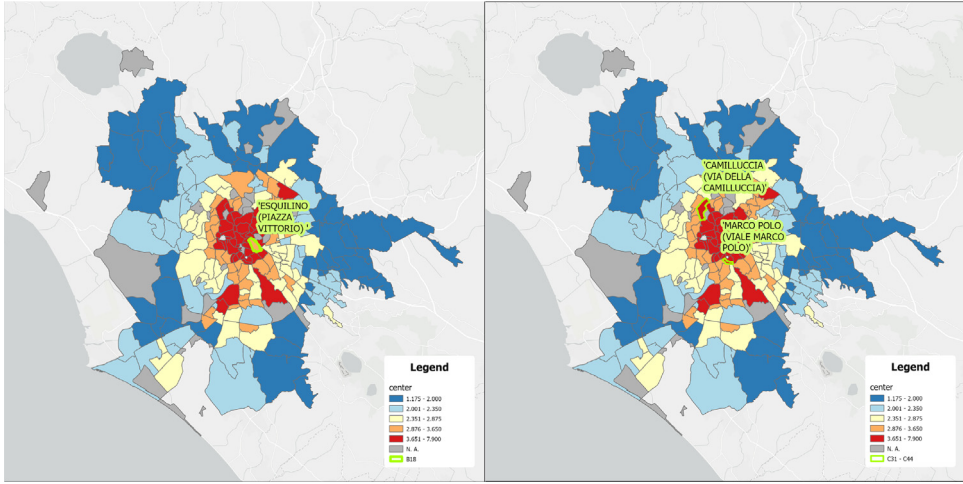 'ESQUILINO
(PIAZZA
VITTORIO) '
Legend
center
1.175 - 2.000
2.001 - 2.350
2.351 - 2.875
2.876 - 3.650
3.651 - 7.900
N. A.
B18
'CAMILLUCCIA
(VIA DELLA
CAMILLUCCIA)'
'MARCO POLO
(VIALE MARCO
POLO)'
Legend
center
1.175 - 2.000
2.001 - 2.350
2.351 - 2.875
2.876 - 3.650
3.651 - 7.900
N. A.
C31 - C44